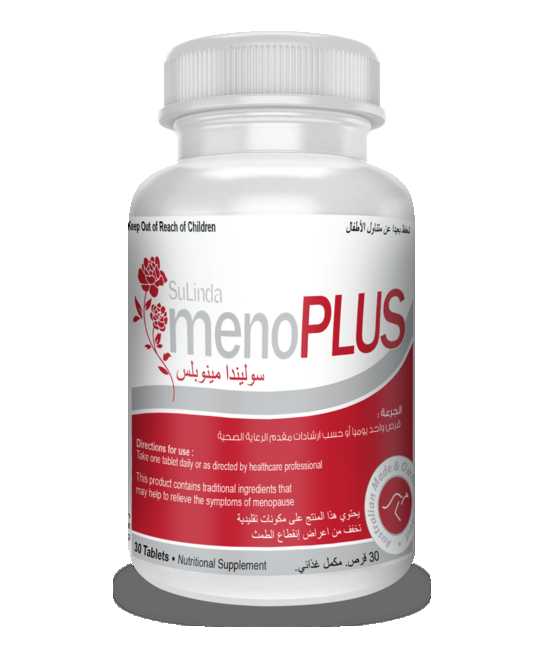 Keep Out of Reach of Children
تحفظ بعيدا عن متناول الأطفال
SuLinda
menoPLUS
سوليندا مينوبلس
الجرعة :
قرص واحد يوميا أو حسب ارشادات مقدم الرعاية الصحية
Directions for use :
Take one tablet daily or as directed by healthcare professional
This product contains traditional ingredients that
may help to relieve the symptoms of menopause
يحتوي هذا المنتج على مكونات تقليدية
تخفف من اعراض إنقطاع الطمث
Australian Made &
30 Tablets • Nutritional Supplement
30 قرص. مكمل غذائي.